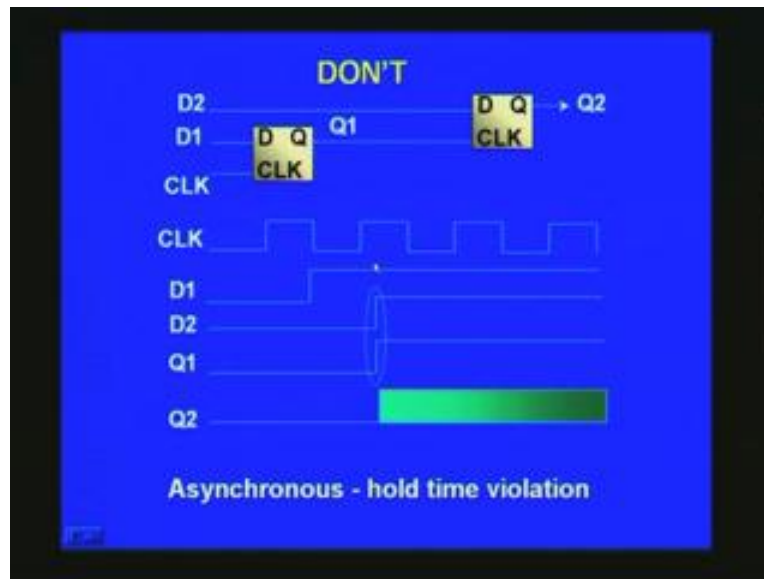 DON'T
D2
D Q
Q2
D1
D Q
Q1
CLK
CLK
CLK
CLK
D1
D2
Q1
Q2
Asynchronous - hold time violation